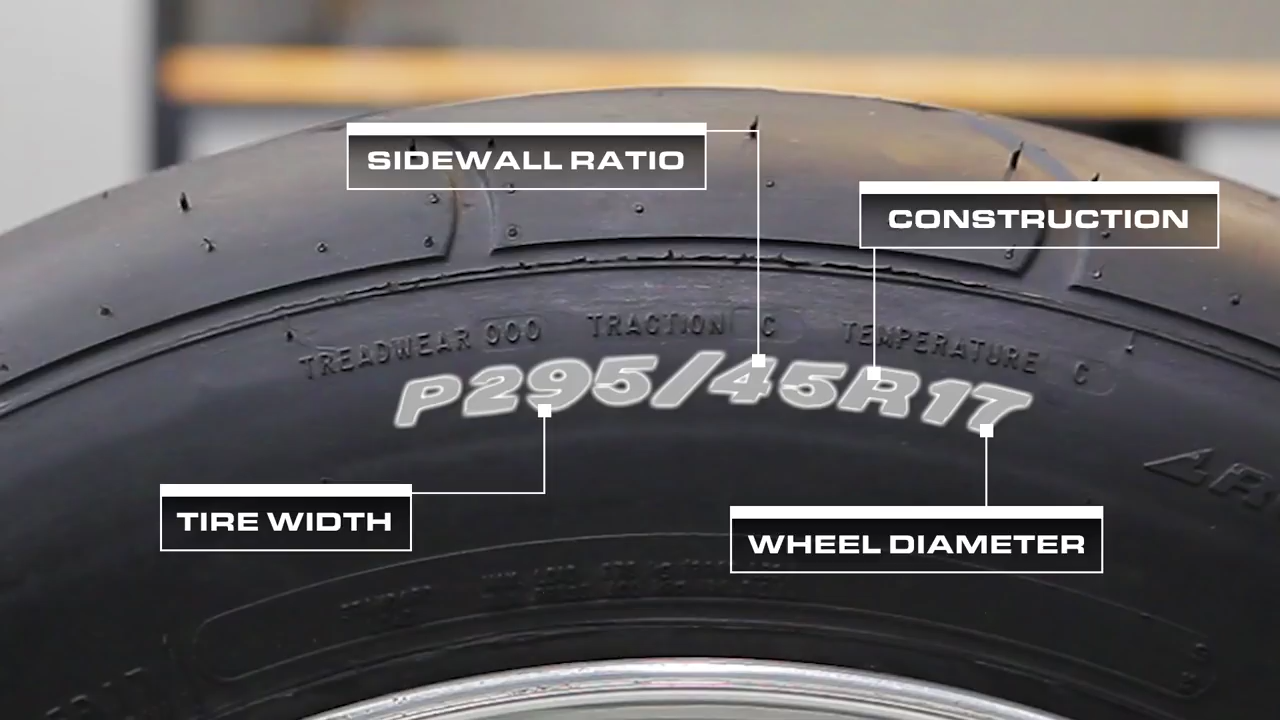 SIDEWALL RATIO
CONSTRUCTION
TREADWEAR 000 TRACTION C TEMPERATURE C
P295/45R17
TIRE WIDTH
WHEEL DIAMETER